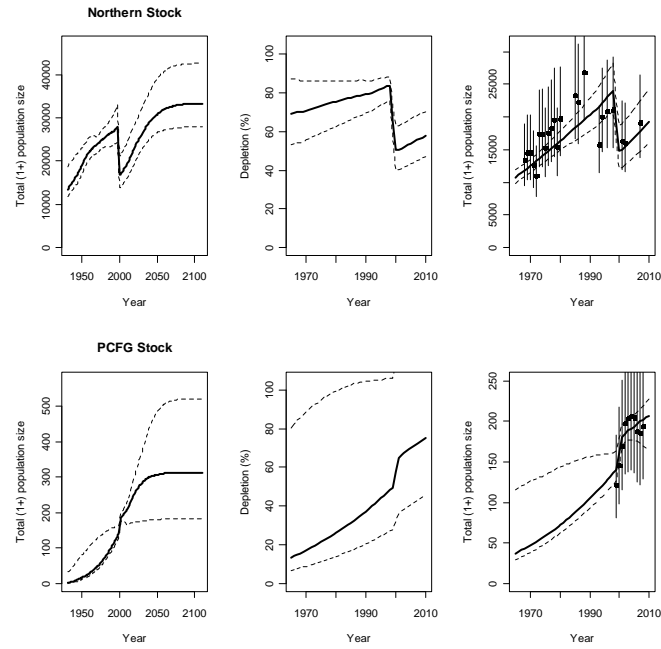 Northern Stock
Total (1+) population size
0 10000 20000 30000 40000
1950 2000 2050 2100
Year
Depletion (%)
0 20 40 60 80 100
1970 1990 2010
Year
Total (1+) population size
0 5000 15000 25000
1970 1990 2010
Year
PCFG Stock
Total (1+) population size
0 100 200 300 400 500
1950 2000 2050 2100
Year
Depletion (%)
0 20 40 60 80 100
1970 1990 2010
Year
Total (1+) population size
0 50 100 150 200 250
1970 1990 2010
Year